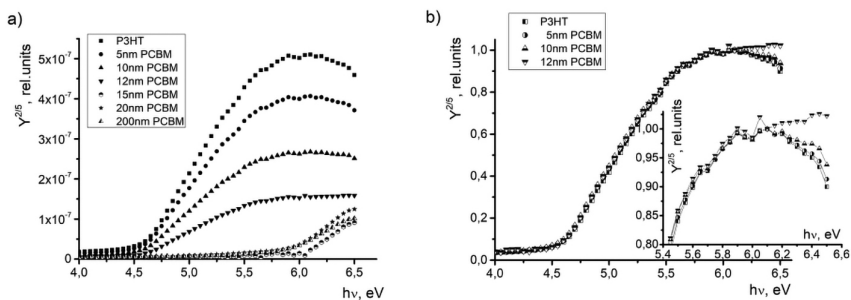 a)
Y^2/5, rel.units
P3HT
5nm PCBM
10nm PCBM
12nm PCBM
15nm PCBM
20nm PCBM
200nm PCBM
5x10^-7
4x10^-7
3x10^-7
2x10^-7
1x10^-7
0
4,0 4,5 5,0 5,5 6,0 6,5
hν, eV
b)
Y^2/5, rel.units
P3HT
5nm PCBM
10nm PCBM
12nm PCBM
1,0
0,8
0,6
0,4
0,2
0,0
4,0 4,5 5,0 5,5 6,0 6,5
hν, eV
Y^2/5, rel.units
1,00
0,95
0,90
0,85
0,80
5,4 5,6 5,8 6,0 6,2 6,4 6,6
hν, eV